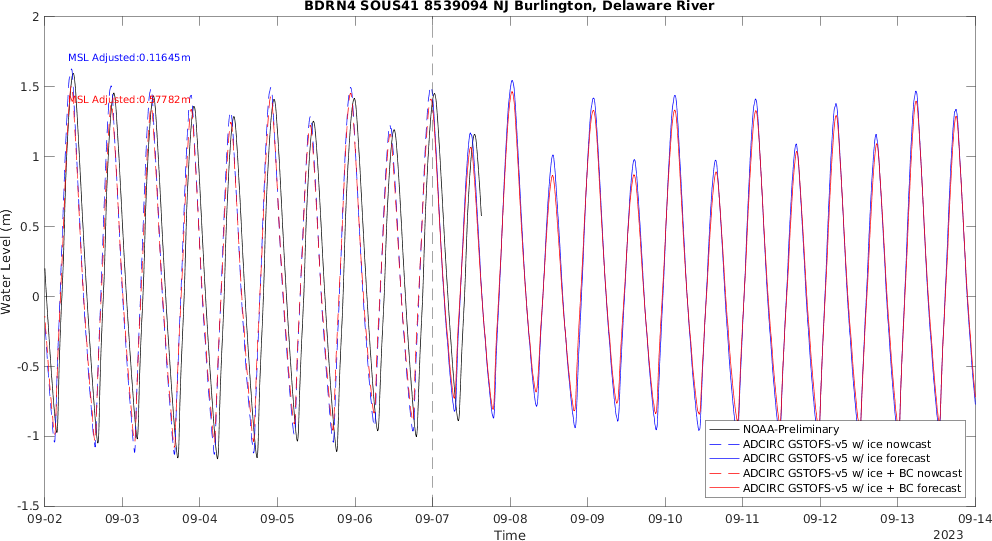 BDRN4 SOUS41 8539094 NJ Burlington, Delaware River
2
MSL Adjusted:0.11645m
1.5
MSL Adjusted:0.97782m
1
0.5
Water Level (m)
0
-0.5
-1
NOAA-Preliminary
ADCIRC GSTOFS-v5 w/ ice nowcast
ADCIRC GSTOFS-v5 w/ ice forecast
ADCIRC GSTOFS-v5 w/ ice + BC nowcast
ADCIRC GSTOFS-v5 w/ ice + BC forecast
-1.5
09-02 09-03 09-04 09-05 09-06 09-07 09-08 09-09 09-10 09-11 09-12 09-13 09-14
Time
2023